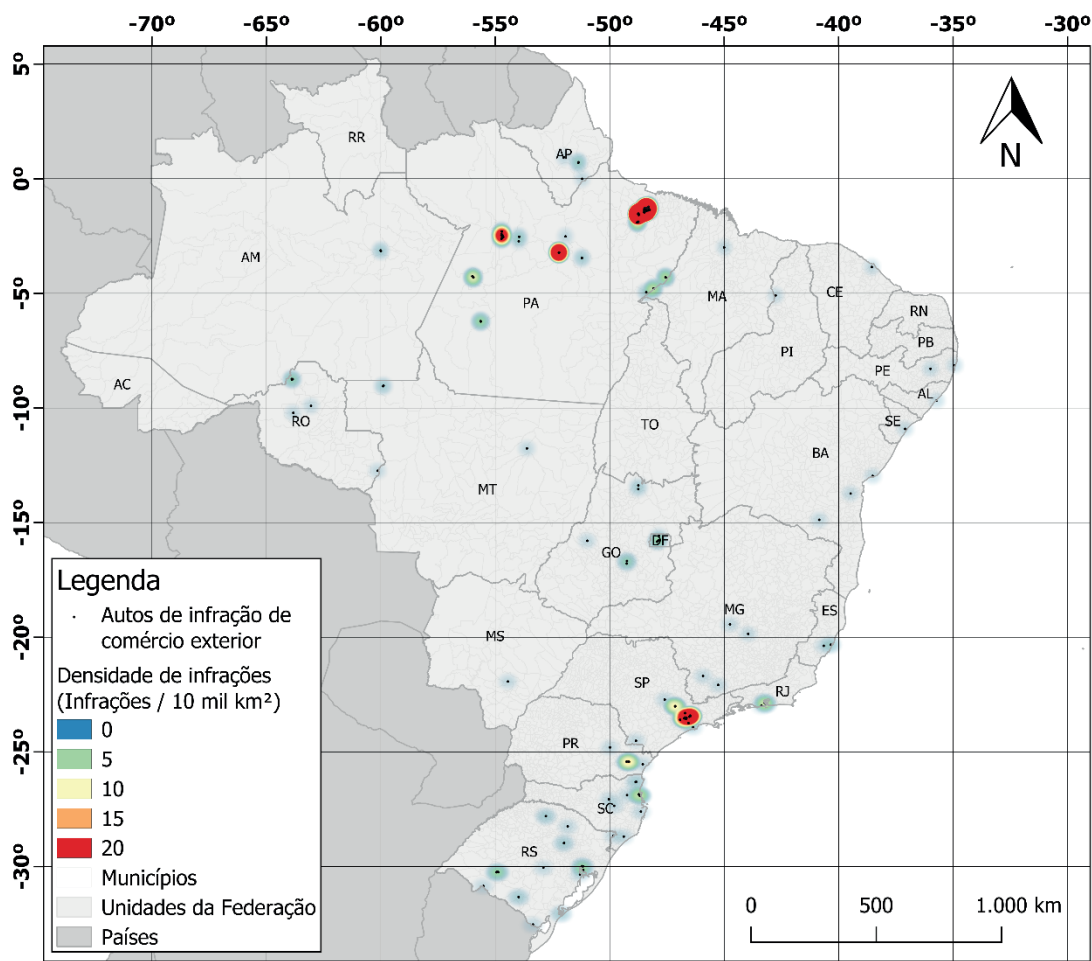 -70º -65º -60º -55º -50º -45º -40º -35º -30º
5º
0º
-5º
-10º
-15º
-20º
-25º
-30º
N
RR
AP
AM
PA
MA
CE
RN
PB
PI
PE
AC
AL
SE
RO
TO
BA
MT
DF
GO
MG
ES
MS
SP
RJ
PR
SC
RS
Legenda
Autos de infração de
comércio exterior
Densidade de infrações
(Infrações / 10 mil km²)
0
5
10
15
20
Municípios
Unidades da Federação
Países
0 500 1.000 km